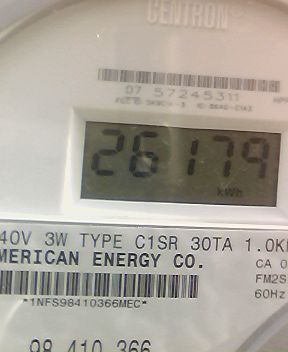 CENTRON®
07 57245311
26179
kWh
40V 3W TYPE C1SR 30TA 1.0K
MERICAN ENERGY CO.
CA 0
FM2S
*1NFS98410366MEC*
60Hz
98 410 366